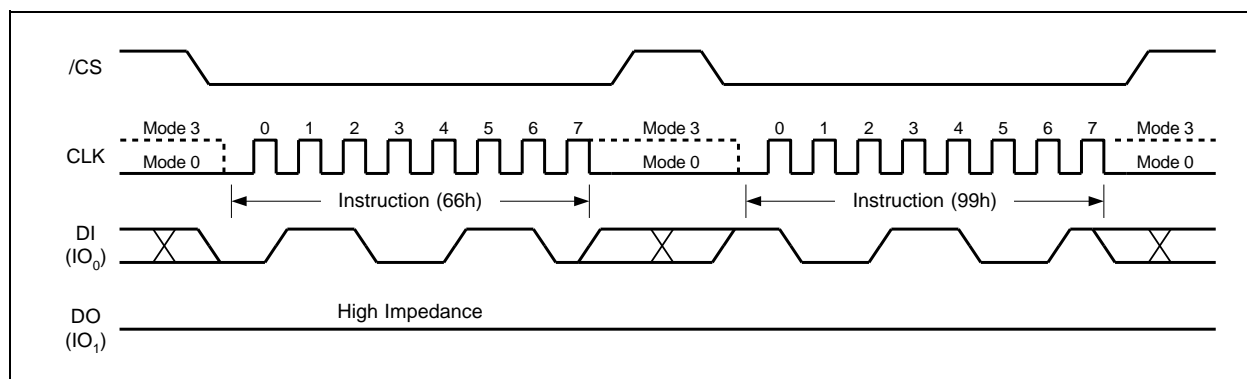 /CS
Mode 3 0 1 2 3 4 5 6 7 Mode 3 0 1 2 3 4 5 6 7 Mode 3
CLK Mode 0 Mode 0 Mode 0
Instruction (66h) Instruction (99h)
DI
(IO0)
High Impedance
DO
(IO1)